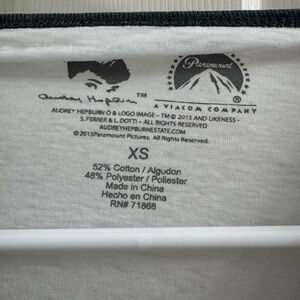 Paramount
Audrey Hepburn ™
A VIACOM COMPANY
AUDREY HEPBURN © & LOGO IMAGE - TM © 2015 AND LIKENESS -
S. FERRER & L. DOTTI - ALL RIGHTS RESERVED
AUDREYHEPBURNESTATE.COM
©2015Paramount Pictures. All Rights Reserved.
XS
52% Cotton / Algodon
48% Polyester / Poliester
Made in China
Hecho en China
RN# 71868